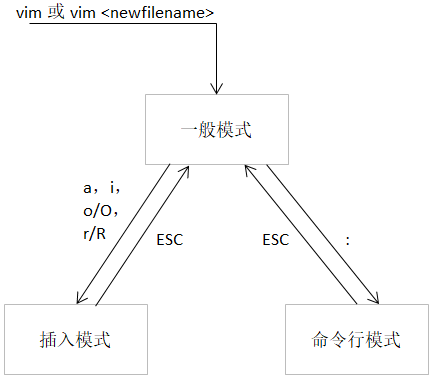 vim 或 vim <newfilename>
一般模式
a，i，
o/O，
r/R
ESC
ESC
:
插入模式
命令行模式